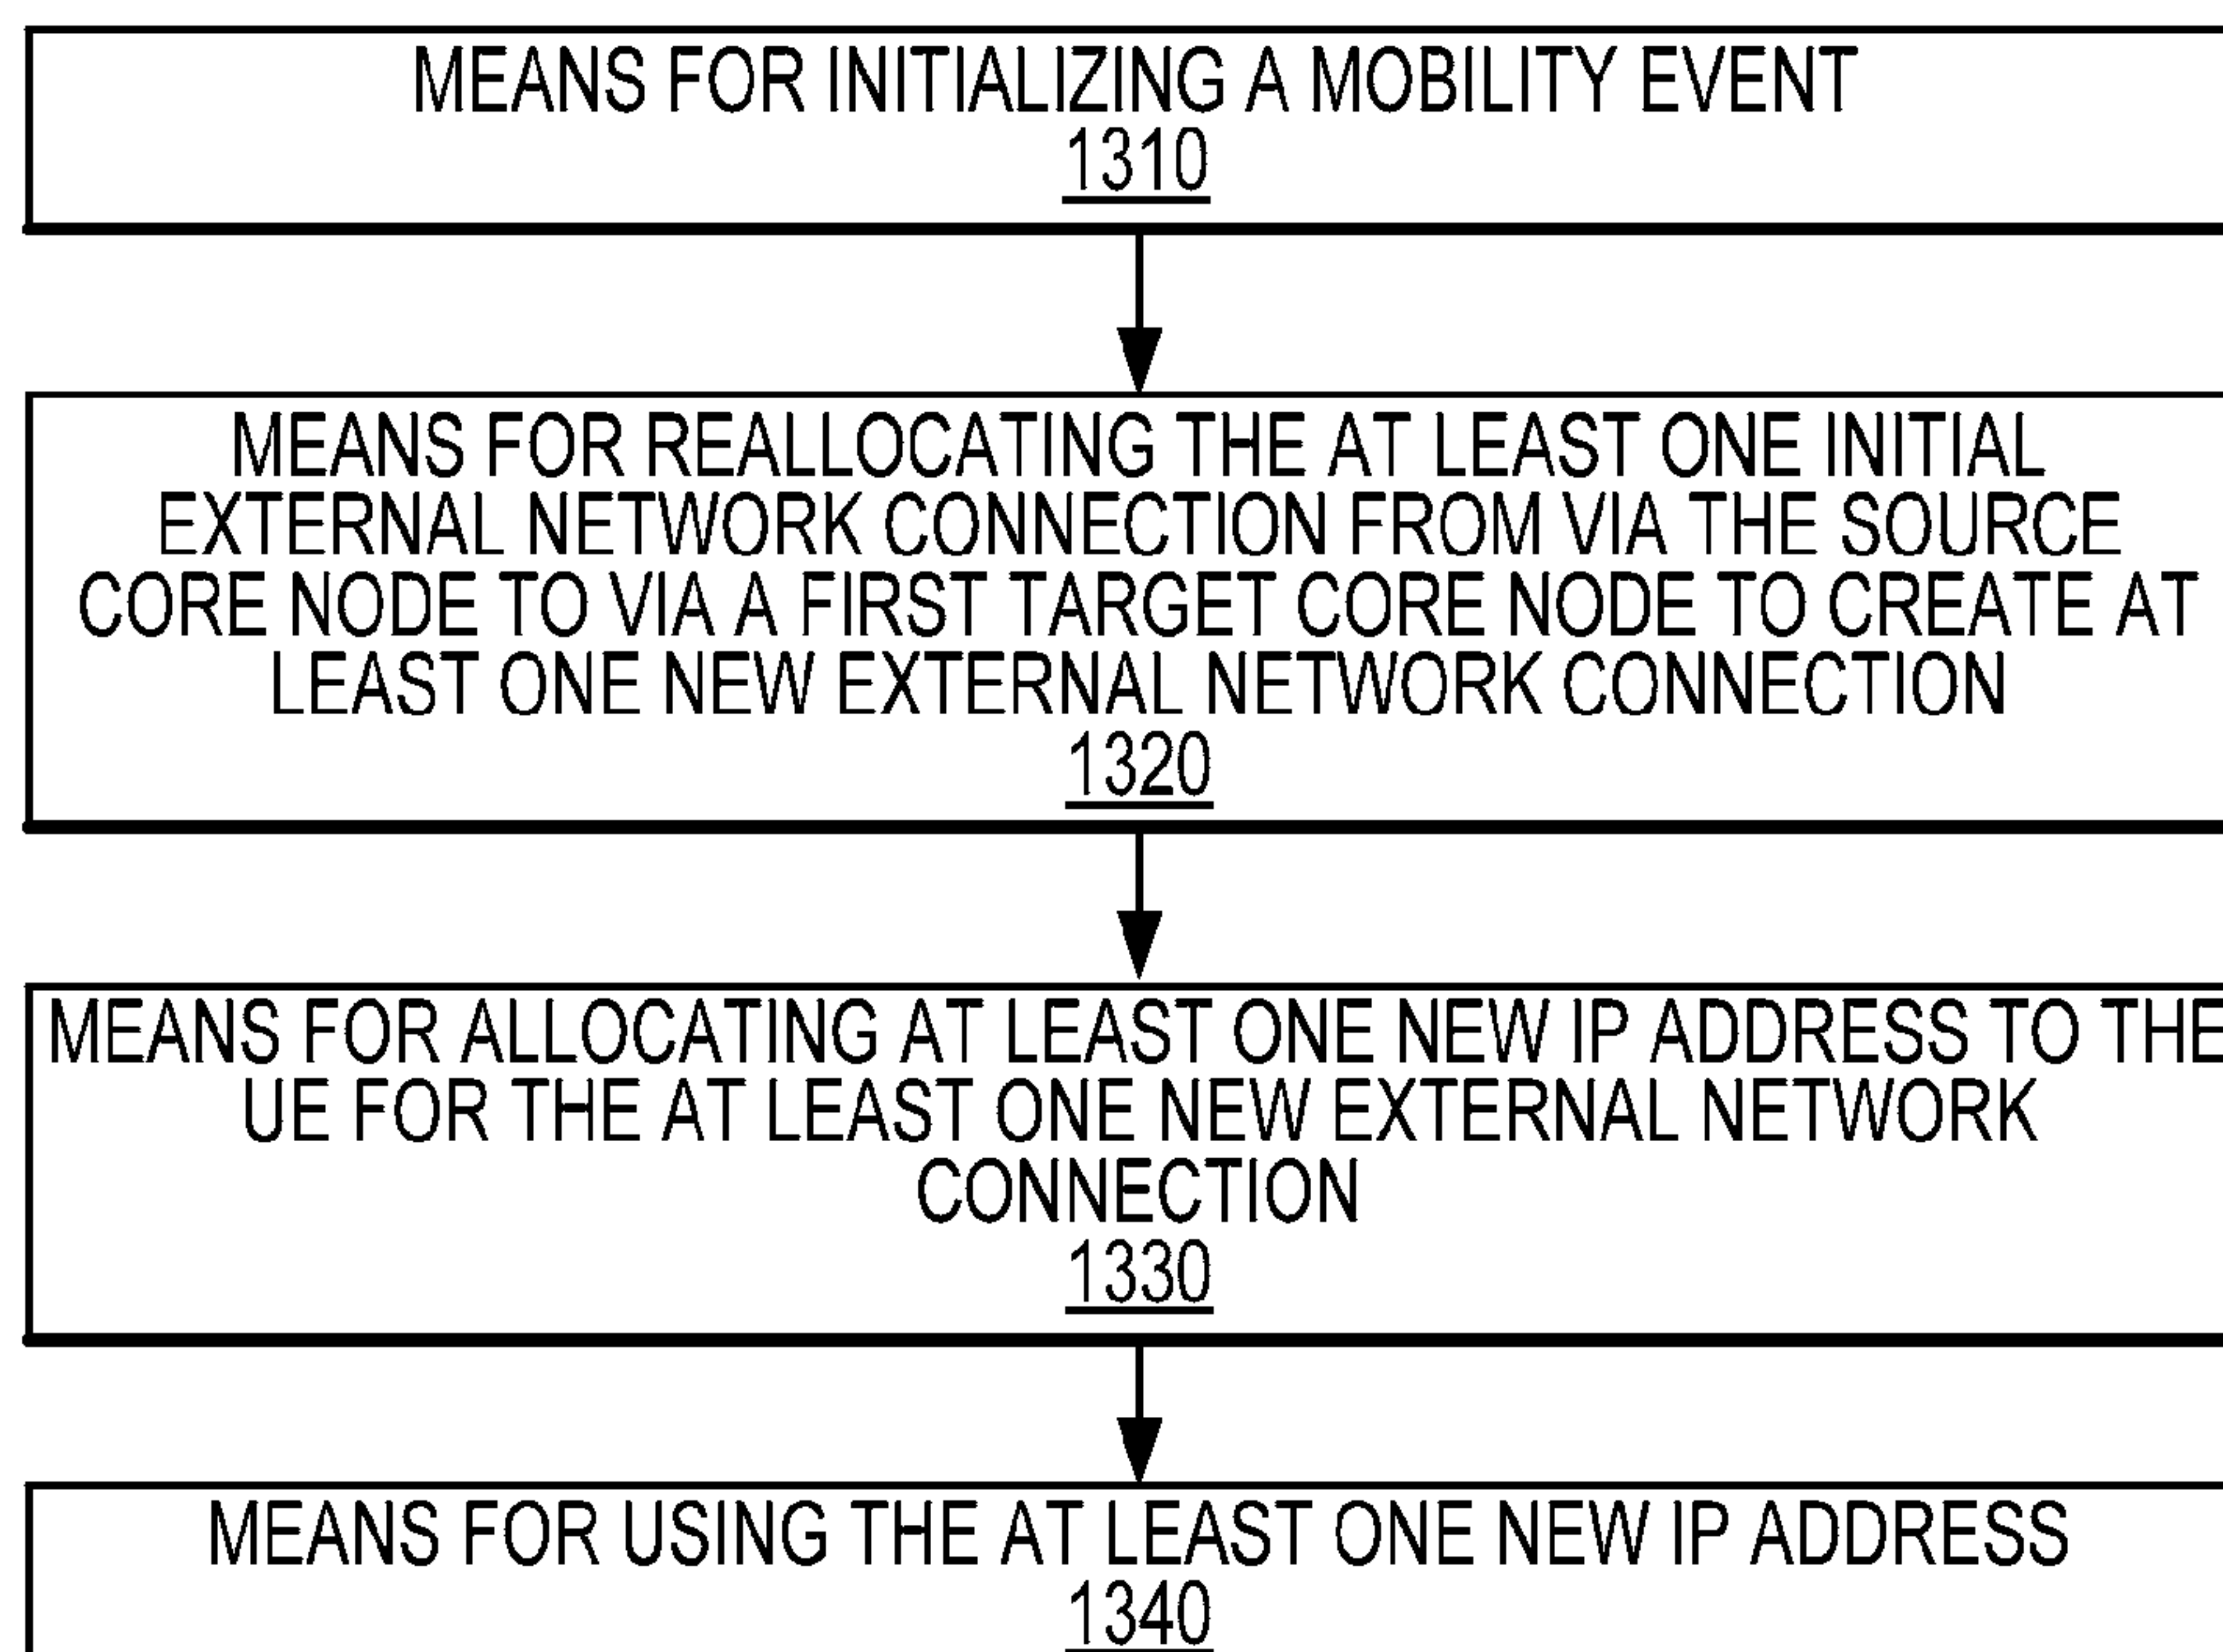 MEANS FOR INITIALIZING A MOBILITY EVENT
1310
MEANS FOR REALLOCATING THE AT LEAST ONE INITIAL
EXTERNAL NETWORK CONNECTION FROM VIA THE SOURCE
CORE NODE TO VIA A FIRST TARGET CORE NODE TO CREATE AT
LEAST ONE NEW EXTERNAL NETWORK CONNECTION
1320
MEANS FOR ALLOCATING AT LEAST ONE NEW IP ADDRESS TO THE
UE FOR THE AT LEAST ONE NEW EXTERNAL NETWORK
CONNECTION
1330
MEANS FOR USING THE AT LEAST ONE NEW IP ADDRESS
1340